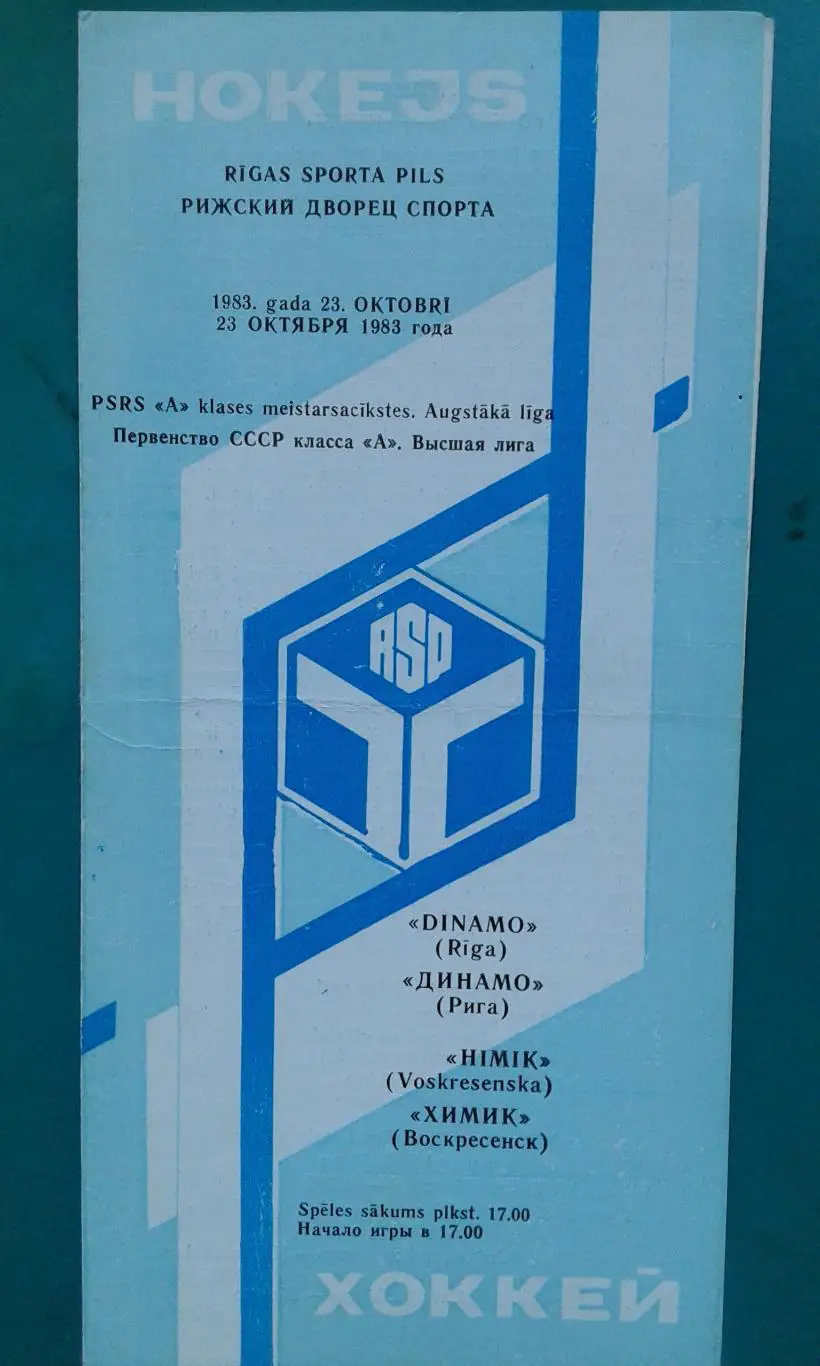 HOKEJS
RĪGAS SPORTA PILS
РИЖСКИЙ ДВОРЕЦ СПОРТА
1983. gada 23. OKTOBRĪ
23 ОКТЯБРЯ 1983 года
PSRS «A» klases meistarsacīkstes. Augstākā līga
Первенство СССР класса «А». Высшая лига
RSP
«DINAMO»
(Rīga)
«ДИНАМО»
(Рига)
«HIMIĶ»
(Voskresenska)
«ХИМИК»
(Воскресенск)
Spēles sākums plkst. 17.00
Начало игры в 17.00
ХОККЕЙ